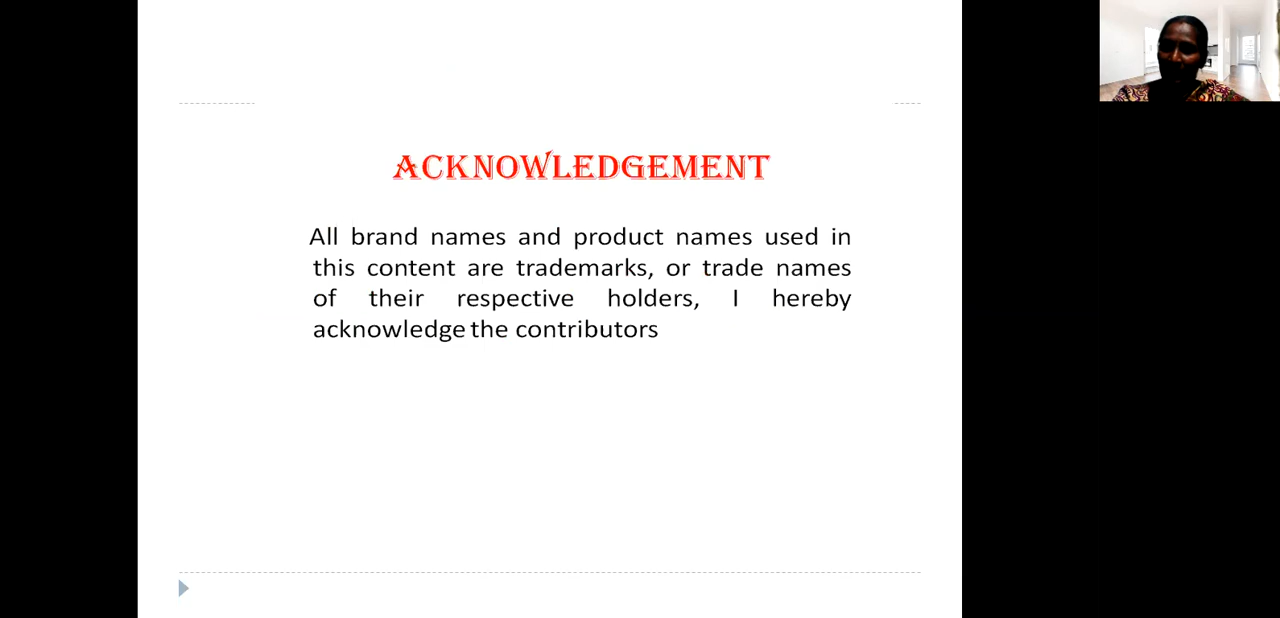 ACKNOWLEDGEMENT
All brand names and product names used in
this content are trademarks, or trade names
of their respective holders, I hereby
acknowledge the contributors